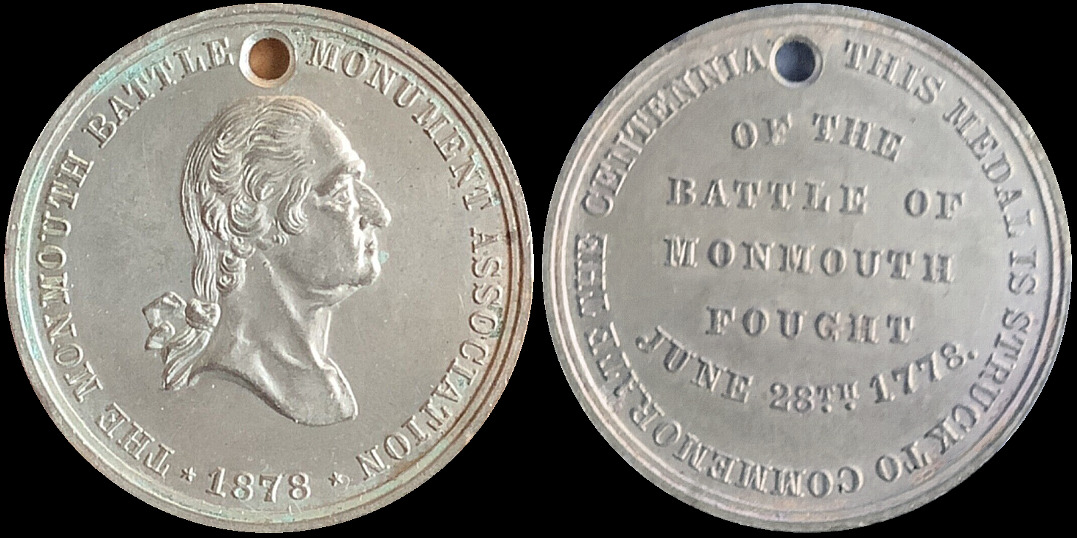 THE MONMOUTH BATTLE MONUMENT ASSOCIATION
* 1878 *
THIS MEDAL IS STRUCK TO COMMEMORATE THE CENTENNIA
OF THE
BATTLE OF
MONMOUTH
FOUGHT
JUNE 28TH 1778.